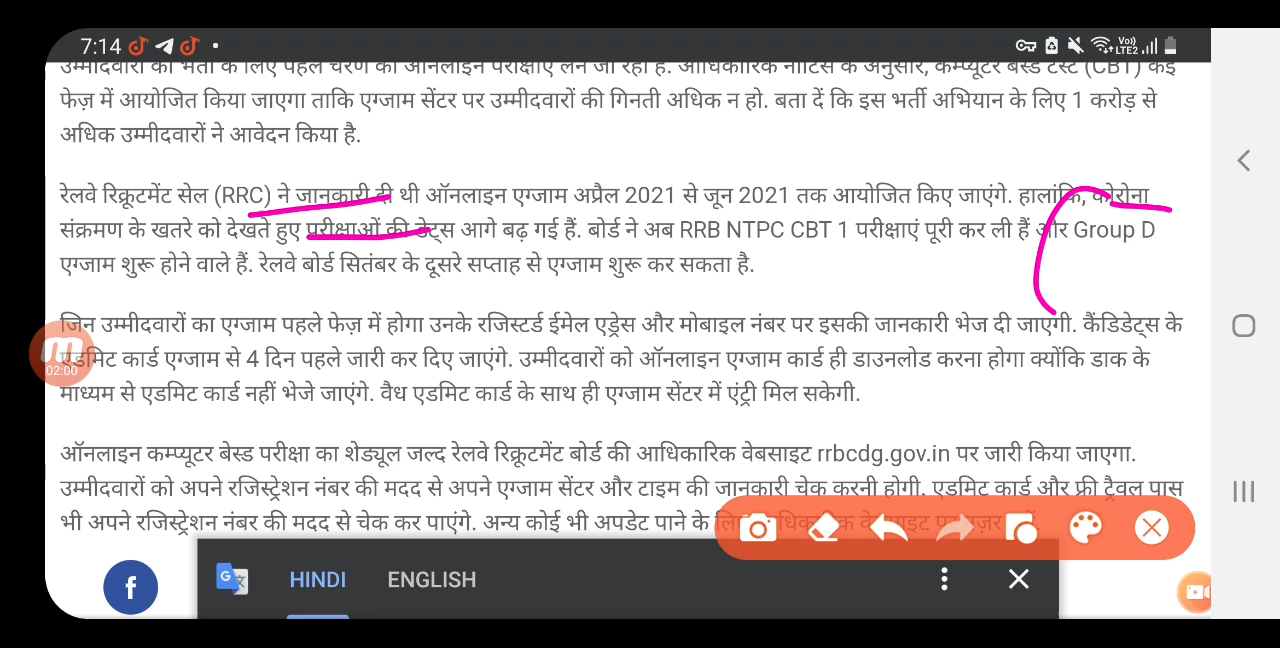 7:14
Vo))
LTE2
उम्मीदवारों की भर्ती के लिए पहले चरण की ऑनलाइन परीक्षाएं लेने जा रहा है. आधिकारिक नोटिस के अनुसार, कम्प्यूटर बेस्ड टेस्ट (CBT) कई
फेज़ में आयोजित किया जाएगा ताकि एग्जाम सेंटर पर उम्मीदवारों की गिनती अधिक न हो. बता दें कि इस भर्ती अभियान के लिए 1 करोड़ से
अधिक उम्मीदवारों ने आवेदन किया है.
रेलवे रिक्रूटमेंट सेल (RRC) ने जानकारी दी थी ऑनलाइन एग्जाम अप्रैल 2021 से जून 2021 तक आयोजित किए जाएंगे. हालांकि, कोरोना
संक्रमण के खतरे को देखते हुए परीक्षाओं की डेट्स आगे बढ़ गई हैं. बोर्ड ने अब RRB NTPC CBT 1 परीक्षाएं पूरी कर ली हैं और Group D
एग्जाम शुरू होने वाले हैं. रेलवे बोर्ड सितंबर के दूसरे सप्ताह से एग्जाम शुरू कर सकता है.
जिन उम्मीदवारों का एग्जाम पहले फेज़ में होगा उनके रजिस्टर्ड ईमेल एड्रेस और मोबाइल नंबर पर इसकी जानकारी भेज दी जाएगी. कैंडिडेट्स के
एडमिट कार्ड एग्जाम से 4 दिन पहले जारी कर दिए जाएंगे. उम्मीदवारों को ऑनलाइन एग्जाम कार्ड ही डाउनलोड करना होगा क्योंकि डाक के
02:00
माध्यम से एडमिट कार्ड नहीं भेजे जाएंगे. वैध एडमिट कार्ड के साथ ही एग्जाम सेंटर में एंट्री मिल सकेगी.
ऑनलाइन कम्प्यूटर बेस्ड परीक्षा का शेड्यूल जल्द रेलवे रिक्रूटमेंट बोर्ड की आधिकारिक वेबसाइट rrbcdg.gov.in पर जारी किया जाएगा.
उम्मीदवारों को अपने रजिस्ट्रेशन नंबर की मदद से अपने एग्जाम सेंटर और टाइम की जानकारी चेक करनी होगी. एडमिट कार्ड और फ्री ट्रैवल पास
भी अपने रजिस्ट्रेशन नंबर की मदद से चेक कर पाएंगे. अन्य कोई भी अपडेट पाने के लिए
HINDI ENGLISH